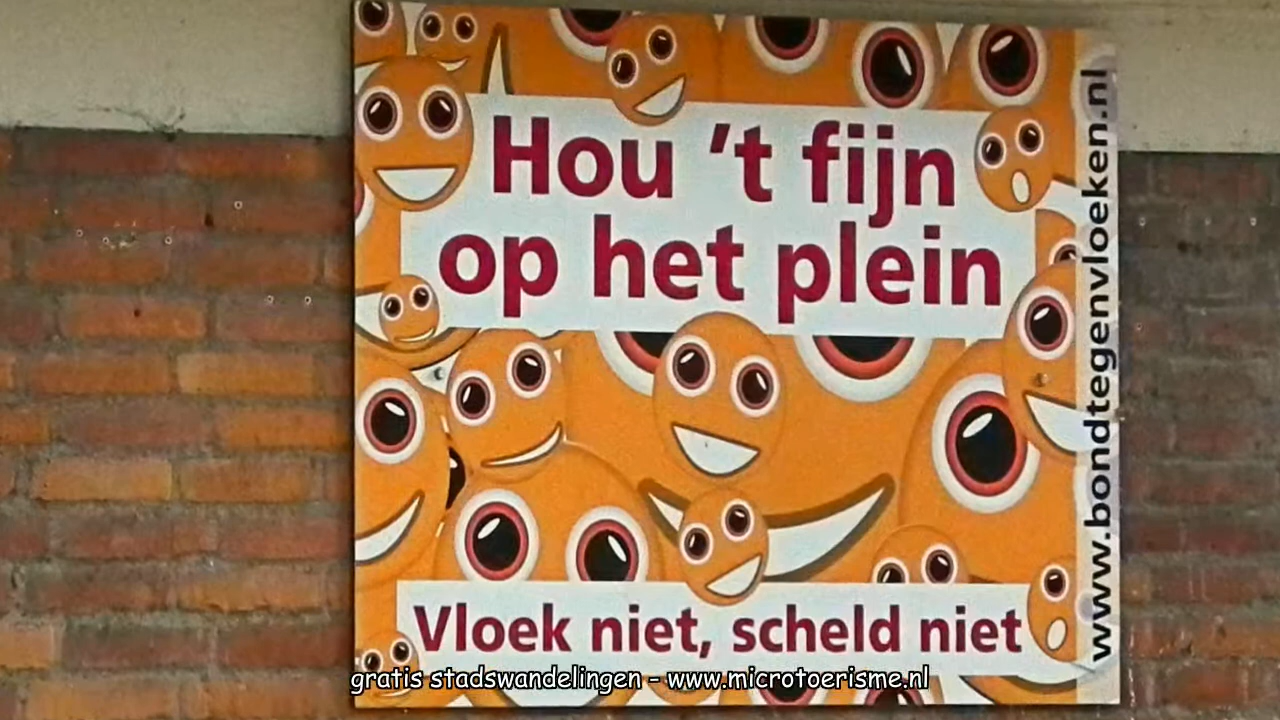 Hou 't fijn
op het plein
www.bondtegenvloeken.nl
Vloek niet, scheld niet
gratis stadswandelingen - www.microtoerisme.nl